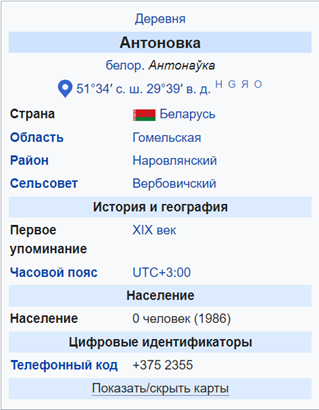 Деревня
Антоновка
белор. Антонаўка
51°34′ с. ш. 29°39′ в. д. H G Я O
Страна Беларусь
Область Гомельская
Район Наровлянский
Сельсовет Вербовичский
История и география
Первое XIX век
упоминание
Часовой пояс UTC+3:00
Население
Население 0 человек (1986)
Цифровые идентификаторы
Телефонный код +375 2355
Показать/скрыть карты